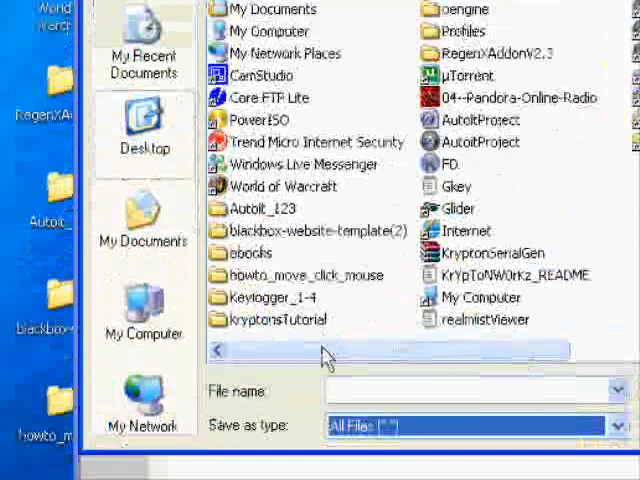 World
Warcr
RegenXAd
Autoit_
blackbox-
howto_m
My Recent
Documents
Desktop
My Documents
My Computer
My Network
My Documents
My Computer
My Network Places
CamStudio
Core FTP Lite
PowerISO
Trend Micro Internet Security
Windows Live Messenger
World of Warcraft
AutoIt_123
blackbox-website-template(2)
ebooks
howto_move_click_mouse
Keylogger_1-4
kryptonsTutorial
oengine
Profiles
RegenXAddonV2.3
µTorrent
04--Pandora-Online-Radio
AutoitProject
AutoitProject
FD
Gkey
Glider
Internet
KryptonSerialGen
KrYpToNW0rkz_README
My Computer
realmlistViewer
File name:
Save as type:
All Files (*.*)